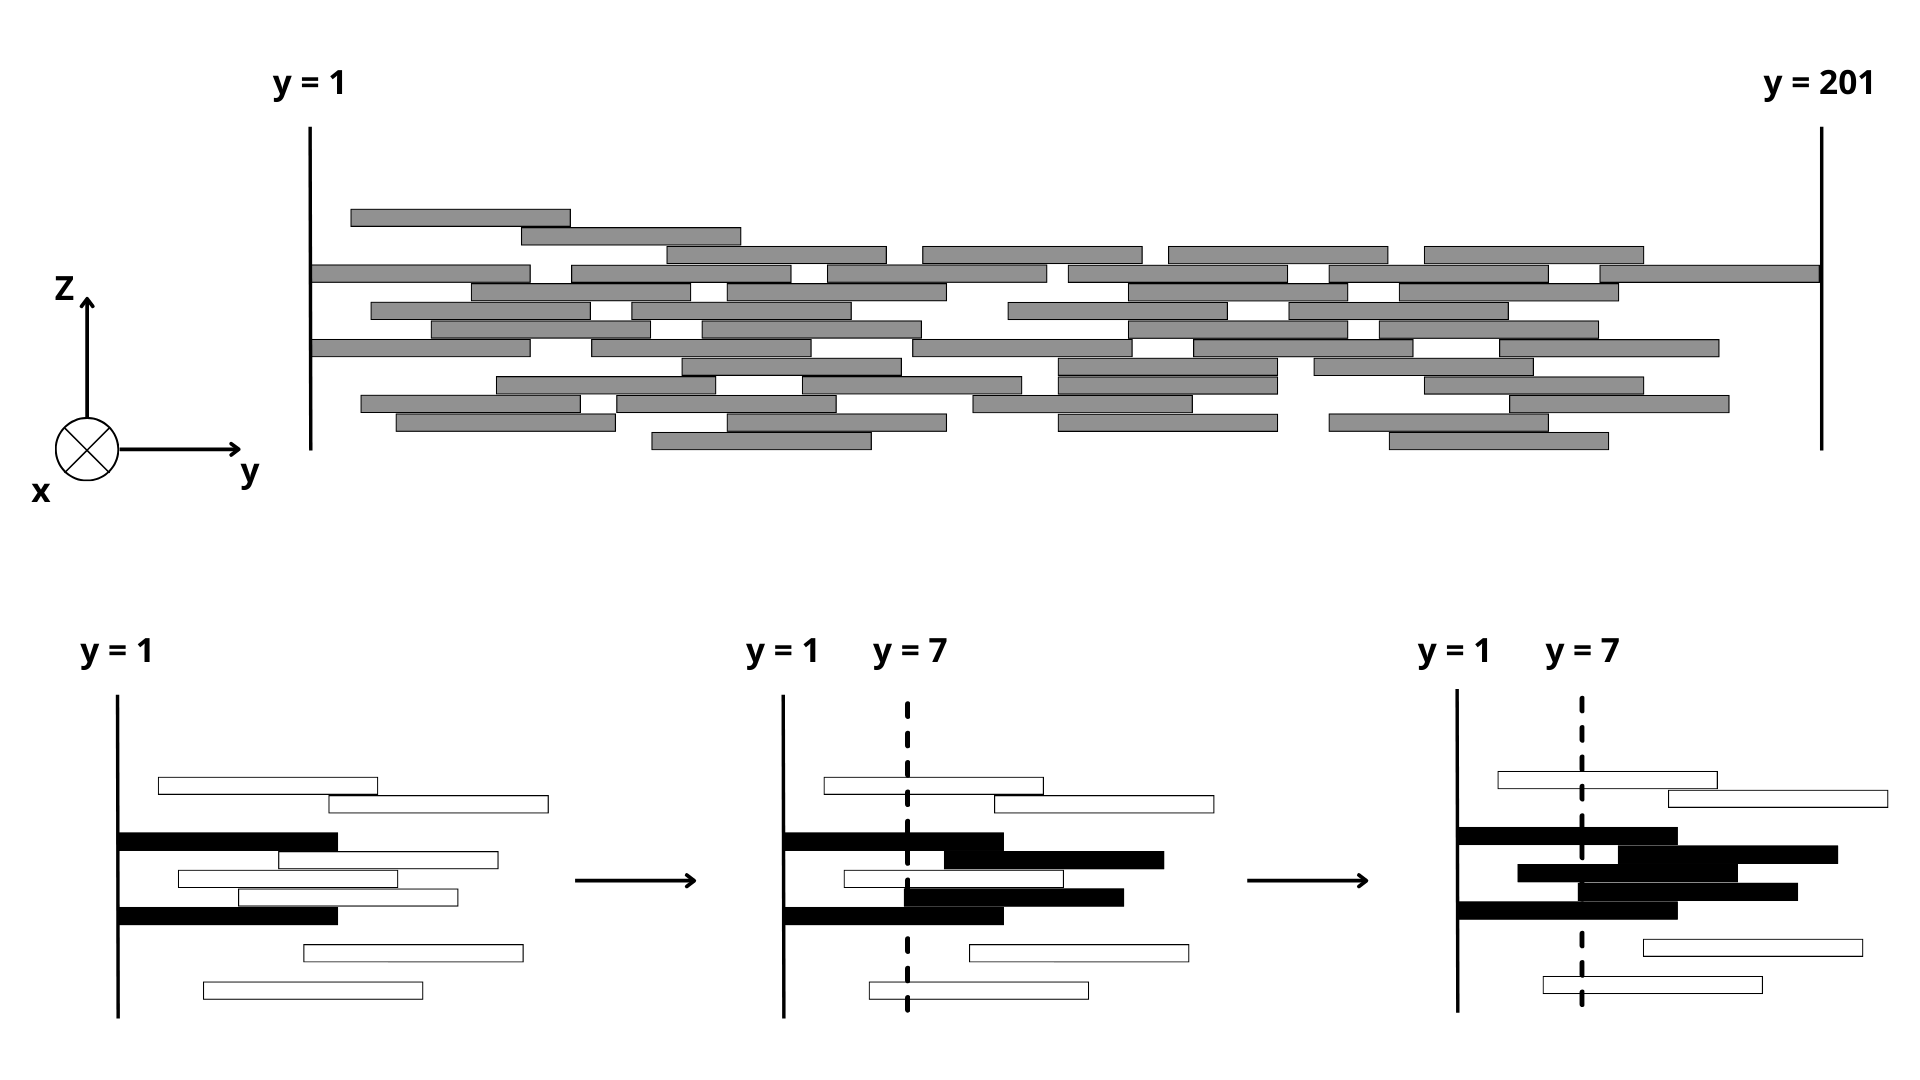 y = 1
y = 201
Z
y
x
y = 1
y = 1
y = 7
y = 1
y = 7